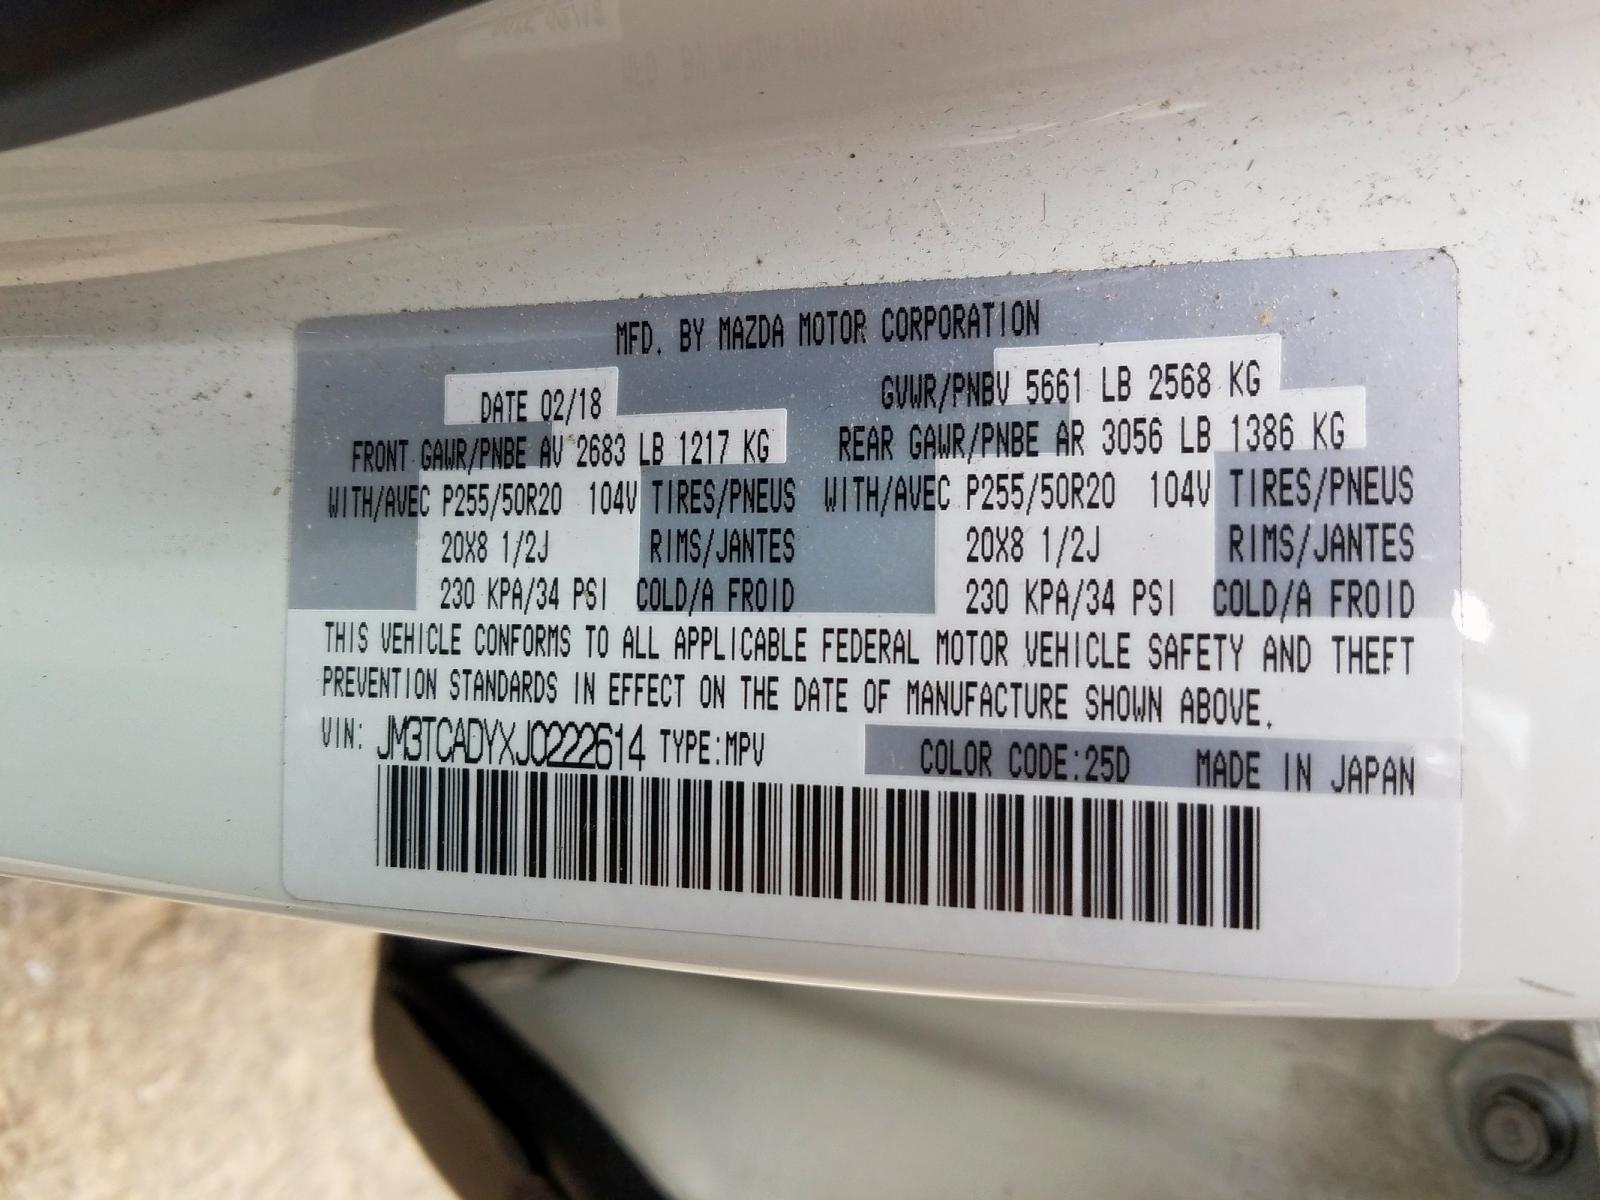 MFD. BY MAZDA MOTOR CORPORATION
DATE 02/18 GVWR/PNBV 5661 LB 2568 KG
FRONT GAWR/PNBE AV 2683 LB 1217 KG REAR GAWR/PNBE AR 3056 LB 1386 KG
WITH/AVEC P255/50R20 104V TIRES/PNEUS WITH/AVEC P255/50R20 104V TIRES/PNEUS
20X8 1/2J RIMS/JANTES 20X8 1/2J RIMS/JANTES
230 KPA/34 PSI COLD/A FROID 230 KPA/34 PSI COLD/A FROID
THIS VEHICLE CONFORMS TO ALL APPLICABLE FEDERAL MOTOR VEHICLE SAFETY AND THEFT
PREVENTION STANDARDS IN EFFECT ON THE DATE OF MANUFACTURE SHOWN ABOVE.
VIN: JM3TCADYXJ0222614 TYPE:MPV COLOR CODE:25D MADE IN JAPAN